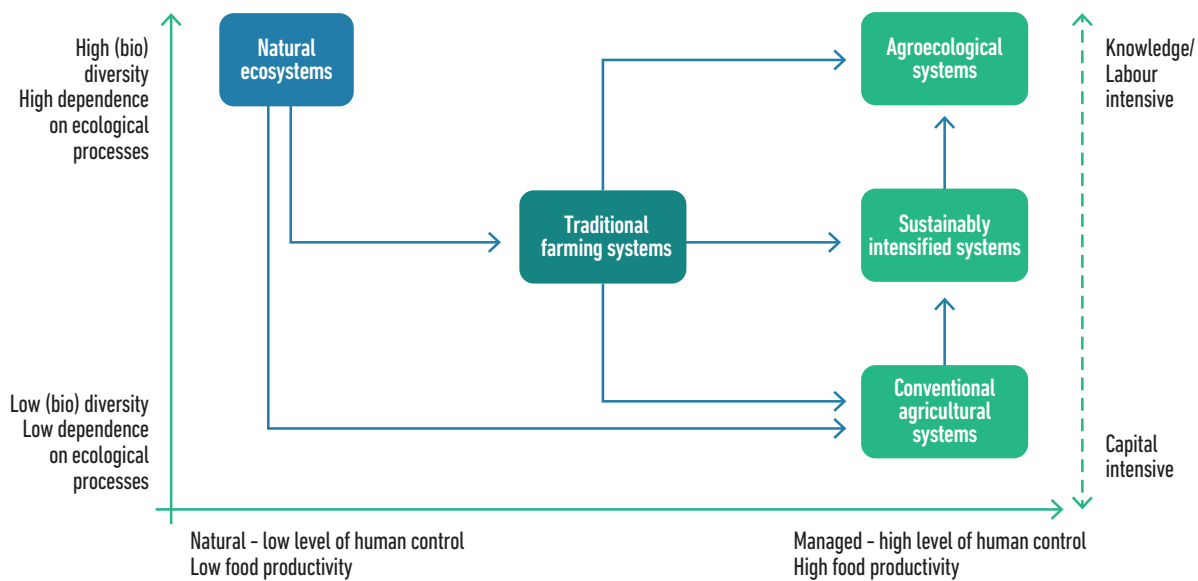 High (bio)
diversity
High dependence
on ecological
processes
Natural
ecosystems
Agroecological
systems
Knowledge/
Labour
intensive
Traditional
farming systems
Sustainably
intensified systems
Low (bio) diversity
Low dependence
on ecological
processes
Conventional
agricultural
systems
Capital
intensive
Natural - low level of human control
Low food productivity
Managed - high level of human control
High food productivity